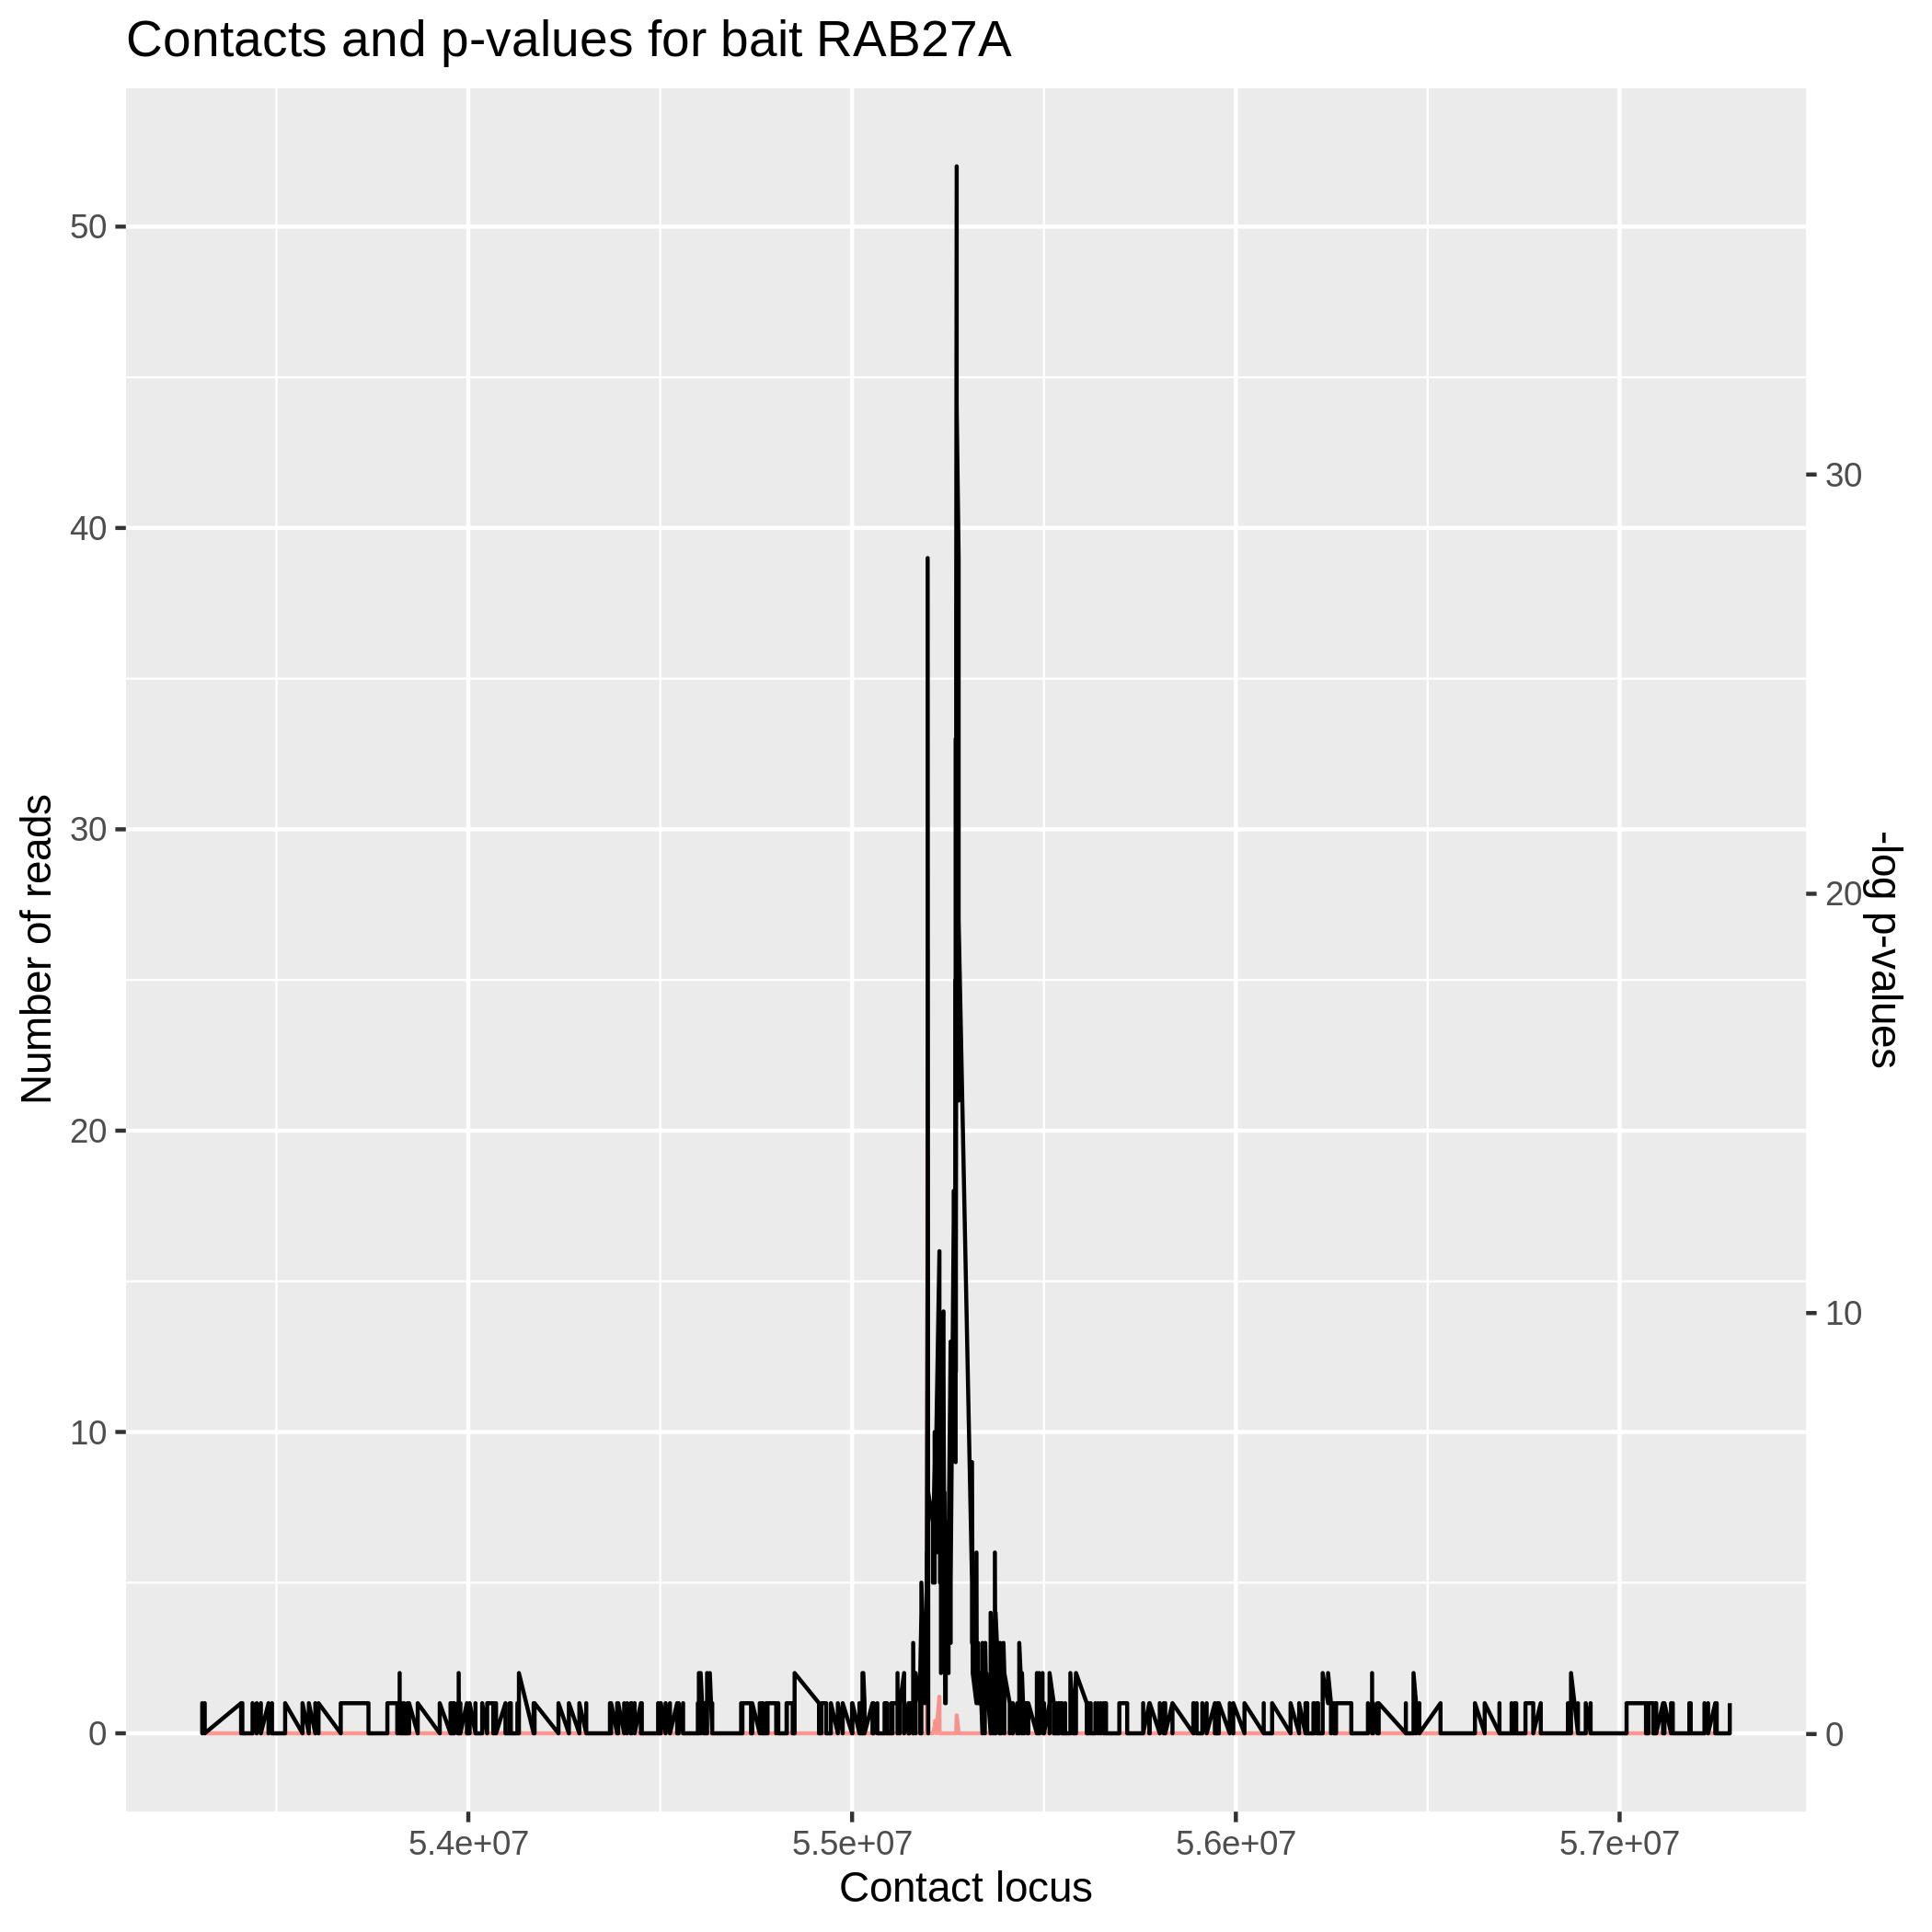 Contacts and p-values for bait RAB27A
Number of reads
50
40
30
20
10
0
30
20
10
0
-log p-values
5.4e+07
5.5e+07
5.6e+07
5.7e+07
Contact locus